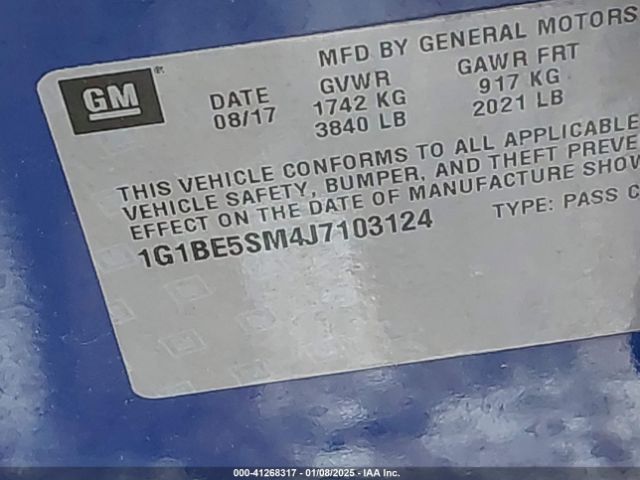 GM®
MFD BY GENERAL MOTORS
DATE
08/17
GVWR
1742 KG
3840 LB
GAWR FRT
917 KG
2021 LB
THIS VEHICLE CONFORMS TO ALL APPLICABLE
VEHICLE SAFETY, BUMPER, AND THEFT PREVE
EFFECT ON THE DATE OF MANUFACTURE SHOW
1G1BE5SM4J7103124
TYPE: PASS C
000-41268317 - 01/08/2025 - IAA Inc.